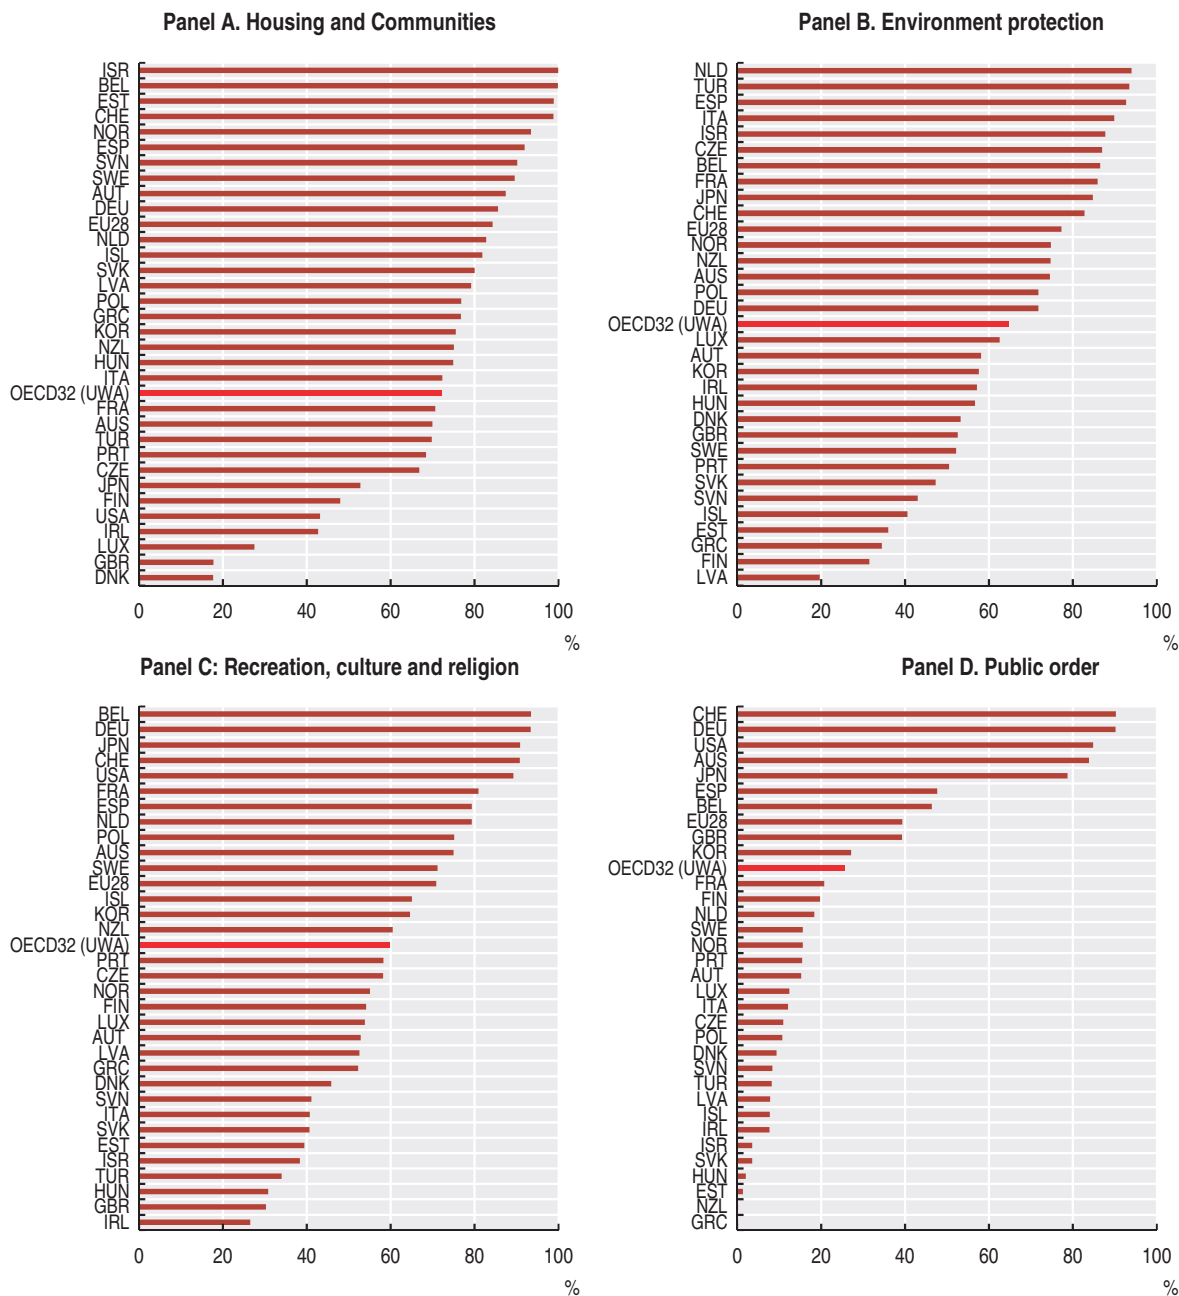 Panel A. Housing and Communities
ISR
BEL
EST
CHE
NOR
ESP
SVN
SWE
AUT
DEU
EU28
NLD
ISL
SVK
LVA
POL
GRC
KOR
NZL
HUN
ITA
OECD32 (UWA)
FRA
AUS
TUR
PRT
CZE
JPN
FIN
USA
IRL
LUX
GBR
DNK
0 20 40 60 80 100
%
Panel B. Environment protection
NLD
TUR
ESP
ITA
ISR
CZE
BEL
FRA
JPN
CHE
EU28
NOR
NZL
AUS
POL
DEU
OECD32 (UWA)
LUX
AUT
KOR
IRL
HUN
DNK
GBR
SWE
PRT
SVK
SVN
ISL
EST
GRC
FIN
LVA
0 20 40 60 80 100
%
Panel C: Recreation, culture and religion
BEL
DEU
JPN
CHE
USA
FRA
ESP
NLD
POL
AUS
SWE
EU28
ISL
KOR
NZL
OECD32 (UWA)
PRT
CZE
NOR
FIN
LUX
AUT
LVA
GRC
DNK
SVN
ITA
SVK
EST
ISR
TUR
HUN
GBR
IRL
0 20 40 60 80 100
%
Panel D. Public order
CHE
DEU
USA
AUS
JPN
ESP
BEL
EU28
GBR
KOR
OECD32 (UWA)
FRA
FIN
NLD
SWE
NOR
PRT
AUT
LUX
ITA
CZE
POL
DNK
SVN
TUR
LVA
ISL
IRL
ISR
SVK
HUN
EST
NZL
GRC
0 20 40 60 80 100
%